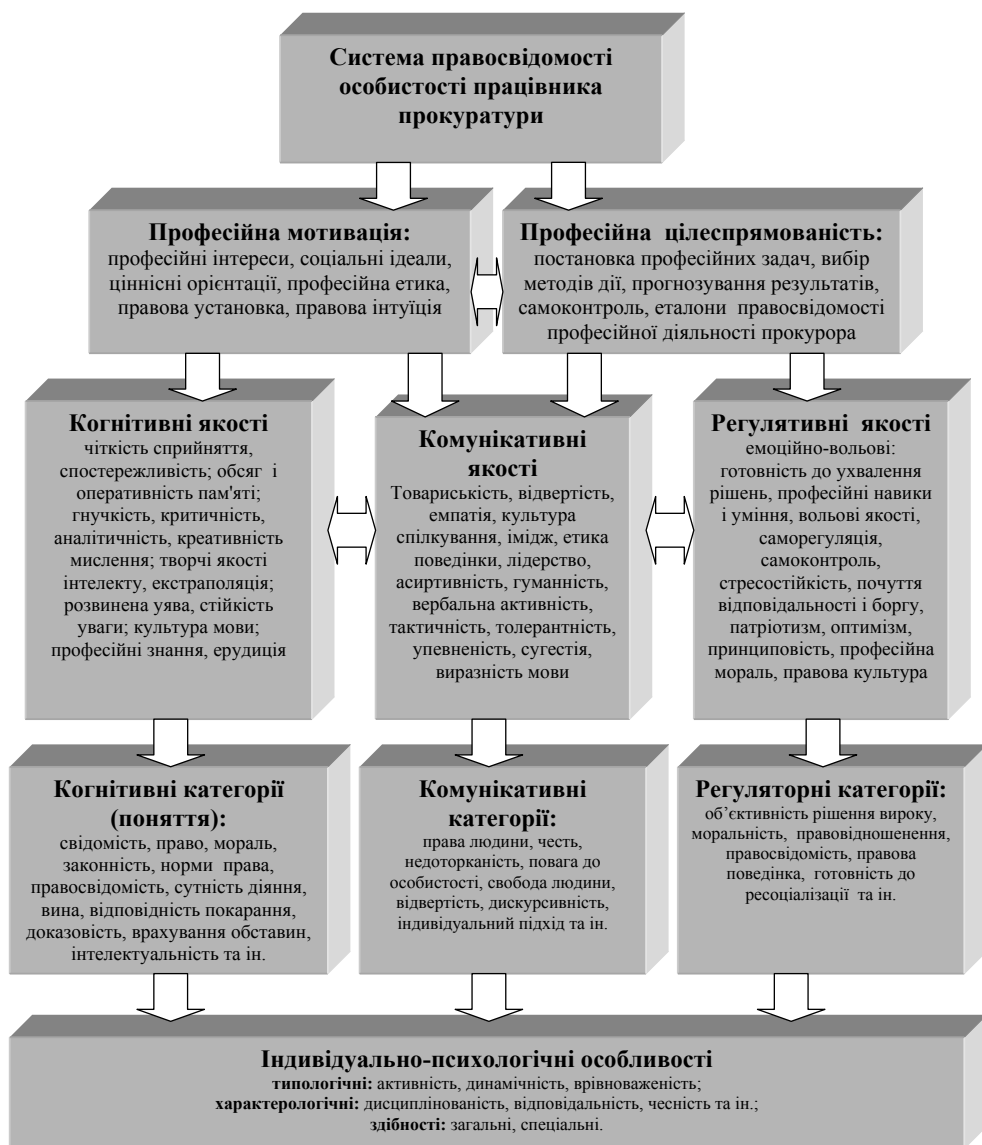 Система правосвідомості
особистості працівника
прокуратури
Професійна мотивація:
професійні інтереси, соціальні ідеали,
ціннісні орієнтації, професійна етика,
правова установка, правова інтуїція
Професійна цілеспрямованість:
постановка професійних задач, вибір
методів дії, прогнозування результатів,
самоконтроль, еталони правосвідомості
професійної діяльності прокурора
Когнітивні якості
чіткість сприйняття,
спостережливість; обсяг і
оперативність пам'яті;
гнучкість, критичність,
аналітичність, креативність
мислення; творчі якості
інтелекту, екстраполяція;
розвинена уява, стійкість
уваги; культура мови;
професійні знання, ерудиція
Комунікативні
якості
Товариськість, відвертість,
емпатія, культура
спілкування, імідж, етика
поведінки, лідерство,
асиртивність, гуманність,
вербальна активність,
тактичність, толерантність,
упевненість, сугестія,
виразність мови
Регулятивні якості
емоційно-вольові:
готовність до ухвалення
рішень, професійні навики
і уміння, вольові якості,
саморегуляція,
самоконтроль,
стресостійкість, почуття
відповідальності і боргу,
патріотизм, оптимізм,
принциповість, професійна
мораль, правова культура
Когнітивні категорії
(поняття):
свідомість, право, мораль,
законність, норми права,
правосвідомість, сутність діяння,
вина, відповідність покарання,
доказовість, врахування обставин,
інтелектуальність та ін.
Комунікативні
категорії:
права людини, честь,
недоторканість, повага до
особистості, свобода людини,
відвертість, дискурсивність,
індивідуальний підхід та ін.
Регуляторні категорії:
об’єктивність рішення вироку,
моральність, правовідношенення,
правосвідомість, правова
поведінка, готовність до
ресоціалізації та ін.
Індивідуально-психологічні особливості
типологічні: активність, динамічність, врівноваженість;
характерологічні: дисциплінованість, відповідальність, чесність та ін.;
здібності: загальні, спеціальні.